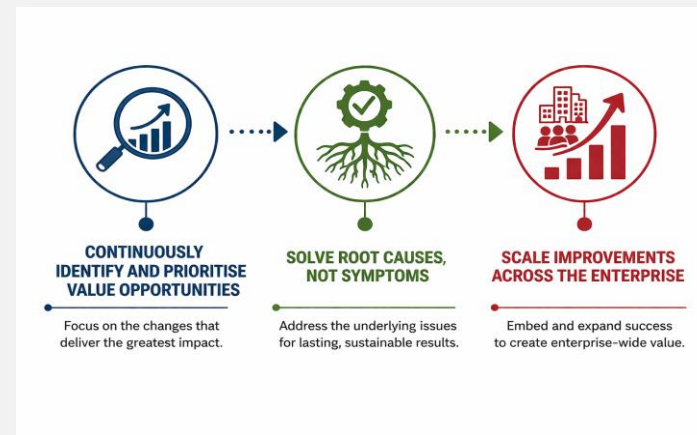 CONTINUOUSLY
IDENTIFY AND PRIORITISE
VALUE OPPORTUNITIES
Focus on the changes that
deliver the greatest impact.
SOLVE ROOT CAUSES,
NOT SYMPTOMS
Address the underlying issues
for lasting, sustainable results.
SCALE IMPROVEMENTS
ACROSS THE ENTERPRISE
Embed and expand success
to create enterprise-wide value.